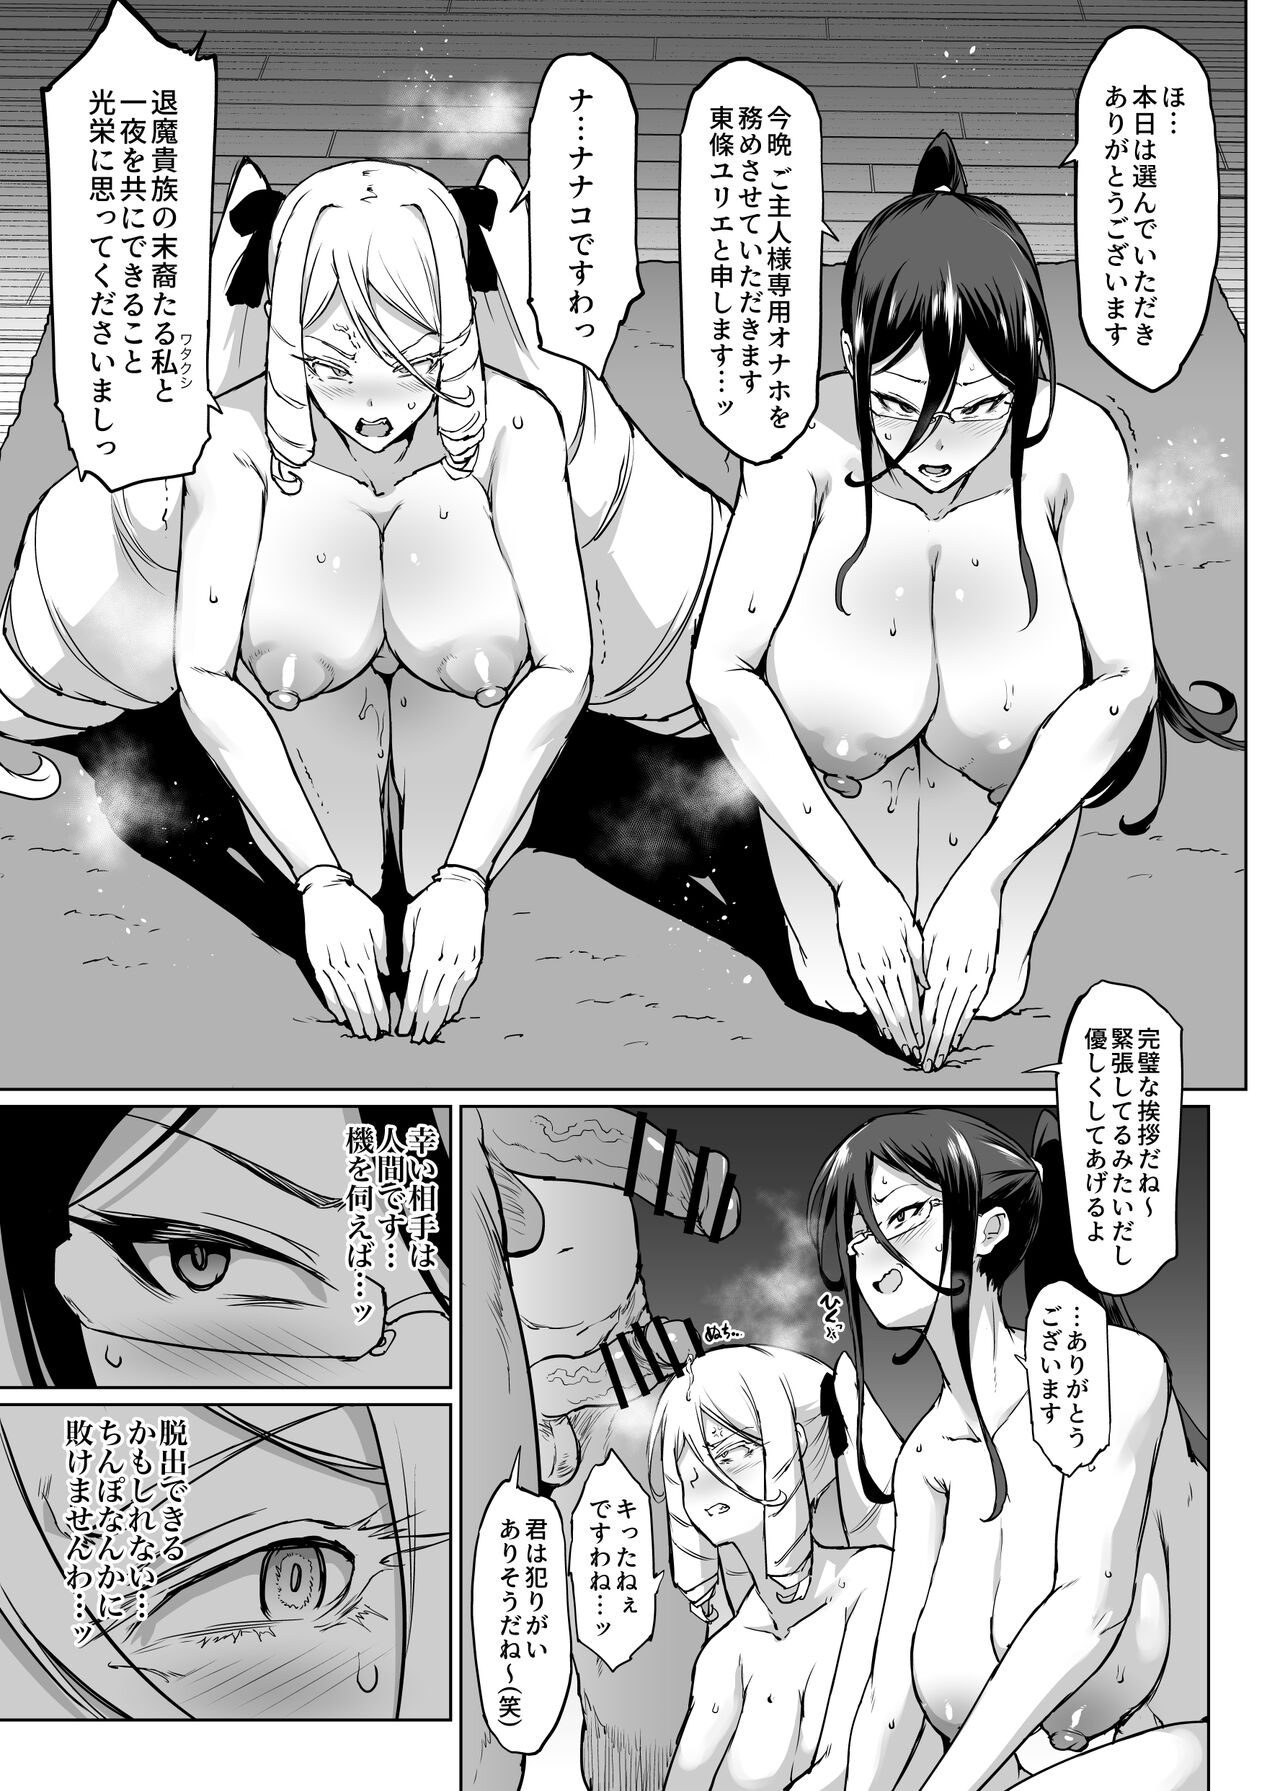 ほ…
本日は選んでいただき
ありがとうございます
今晩ご主人様専用オナホを
務めさせていただきます
東條ユリエと申します…ッ
ナ…ナナコですわっ
退魔貴族の末裔たる私と
ワタクシ
一夜を共にできること
光栄に思ってくださいましっ
完璧な挨拶だね～
緊張してるみたいだし
優しくしてあげるよ
…ありがとう
ございます
ひくっ
ぬち…
キったねぇ
ですわね…ッ
君は犯りがい
ありそうだね～(笑)
幸い相手は
人間です…
機を伺えば…ッ
脱出できる
かもしれない…
ちんぽなんかに
敗けませんわ…ッ